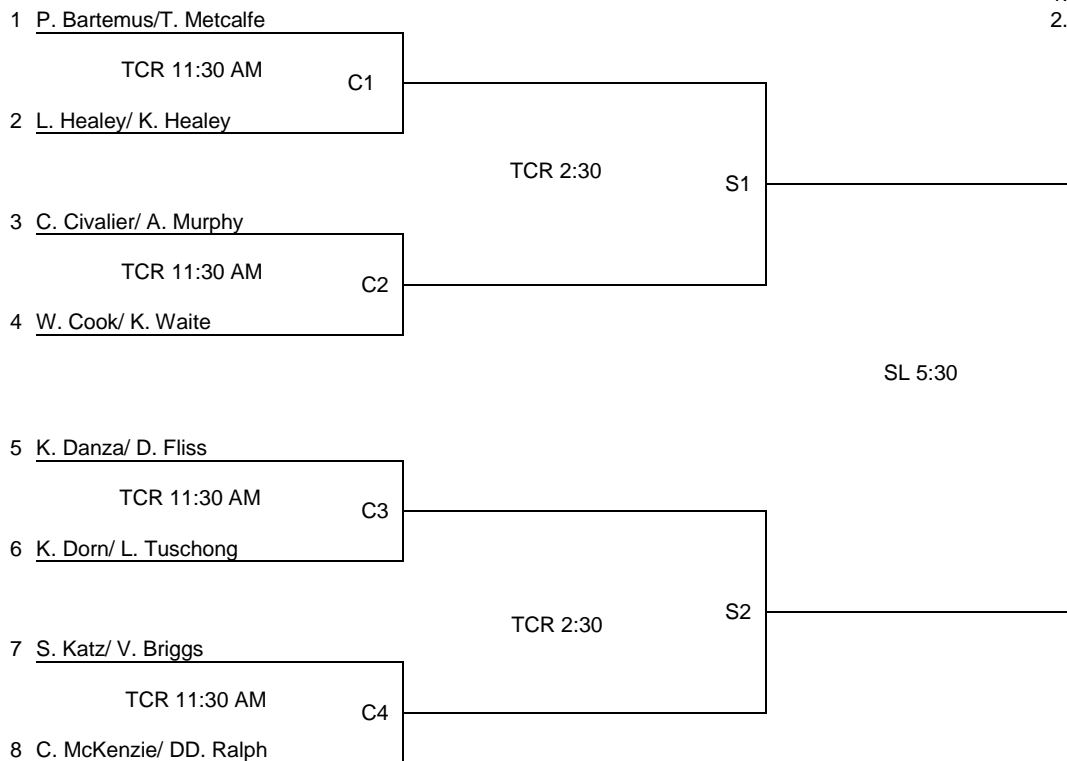 1 P. Bartemus/T. Metcalfe
2.
TCR 11:30 AM
C1
2 L. Healey/ K. Healey
TCR 2:30
S1
3 C. Civalier/ A. Murphy
TCR 11:30 AM
C2
4 W. Cook/ K. Waite
SL 5:30
5 K. Danza/ D. Fliss
TCR 11:30 AM
C3
6 K. Dorn/ L. Tuschong
TCR 2:30
S2
7 S. Katz/ V. Briggs
TCR 11:30 AM
C4
8 C. McKenzie/ DD. Ralph